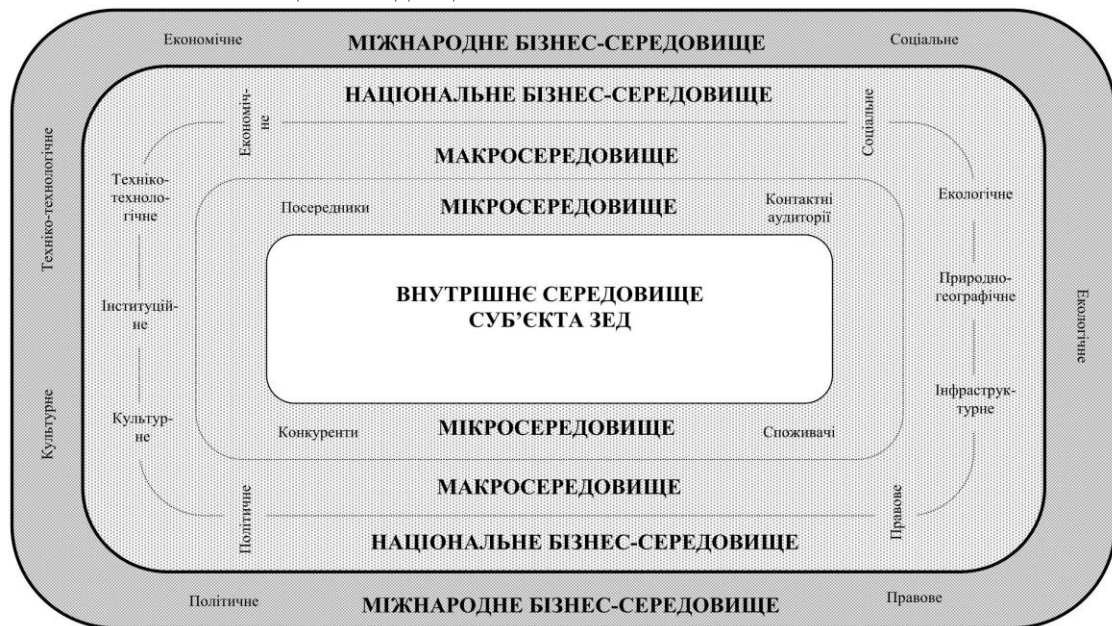 Економічне
МІЖНАРОДНЕ БІЗНЕС-СЕРЕДОВИЩЕ
Соціальне
НАЦІОНАЛЬНЕ БІЗНЕС-СЕРЕДОВИЩЕ
Економіч-
не
Соціальне
МАКРОСЕРЕДОВИЩЕ
Техніко-технологічне
Техніко-
техноло-
гічне
Екологічне
Посередники
МІКРОСЕРЕДОВИЩЕ
Контактні
аудиторії
ВНУТРІШНЄ СЕРЕДОВИЩЕ
СУБ’ЄКТА ЗЕД
Інституцій-
не
Природно-
географічне
Екологічне
Культурне
Культур-
не
Інфраструк-
турне
Конкуренти
МІКРОСЕРЕДОВИЩЕ
Споживачі
МАКРОСЕРЕДОВИЩЕ
Політичне
Правове
НАЦІОНАЛЬНЕ БІЗНЕС-СЕРЕДОВИЩЕ
Політичне
МІЖНАРОДНЕ БІЗНЕС-СЕРЕДОВИЩЕ
Правове